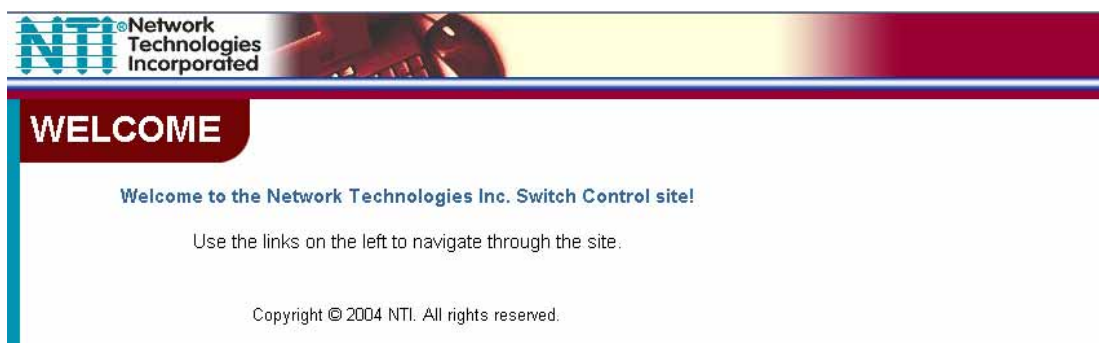 NTI® Network
Technologies
Incorporated
WELCOME
Welcome to the Network Technologies Inc. Switch Control site!
Use the links on the left to navigate through the site.
Copyright © 2004 NTI. All rights reserved.